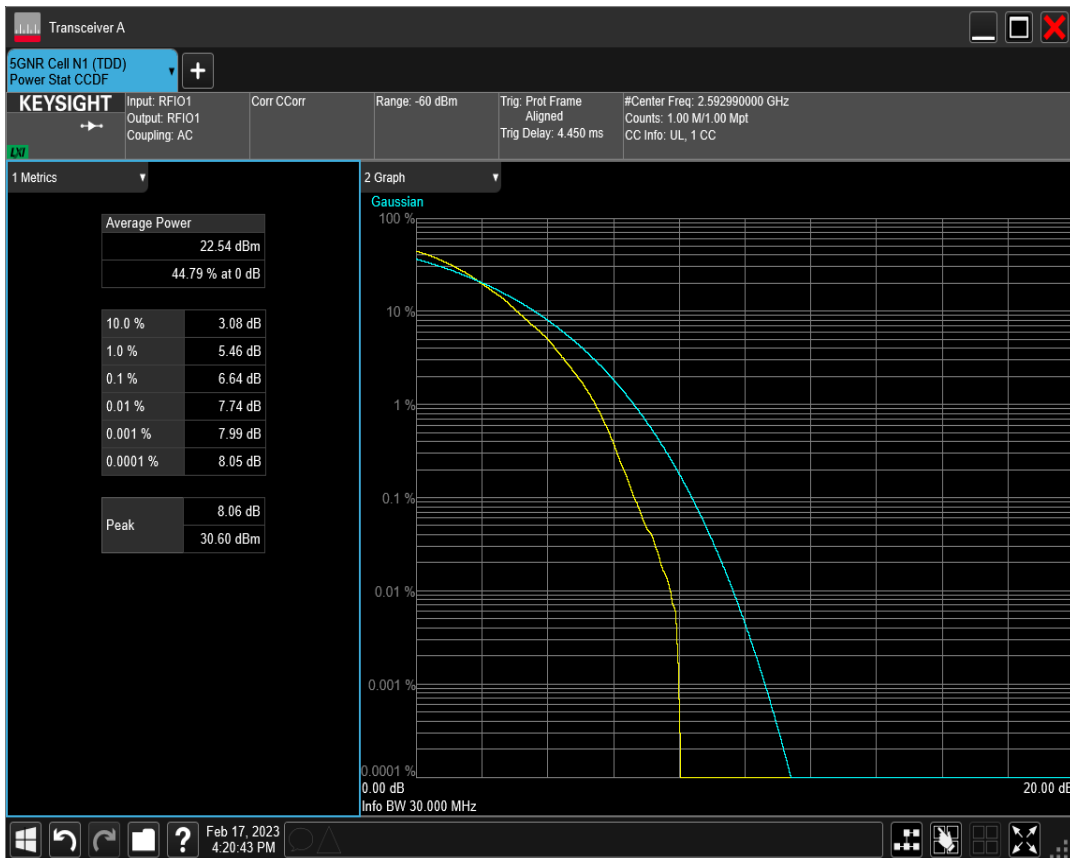 Transceiver A
5GNR Cell N1 (TDD)
Power Stat CCDF
KEYSIGHT
LXI
Input: RFIO1
Output: RFIO1
Coupling: AC
Corr CCorr
Range: -60 dBm
Trig: Prot Frame
Aligned
Trig Delay: 4.450 ms
#Center Freq: 2.592990000 GHz
Counts: 1.00 M/1.00 Mpt
CC Info: UL, 1 CC
1 Metrics
Average Power
22.54 dBm
44.79 % at 0 dB
10.0 % 3.08 dB
1.0 % 5.46 dB
0.1 % 6.64 dB
0.01 % 7.74 dB
0.001 % 7.99 dB
0.0001 % 8.05 dB
Peak
8.06 dB
30.60 dBm
2 Graph
Gaussian
100 %
10 %
1 %
0.1 %
0.01 %
0.001 %
0.0001 %
0.00 dB 20.00 dB
Info BW 30.000 MHz
?
Feb 17, 2023
4:20:43 PM